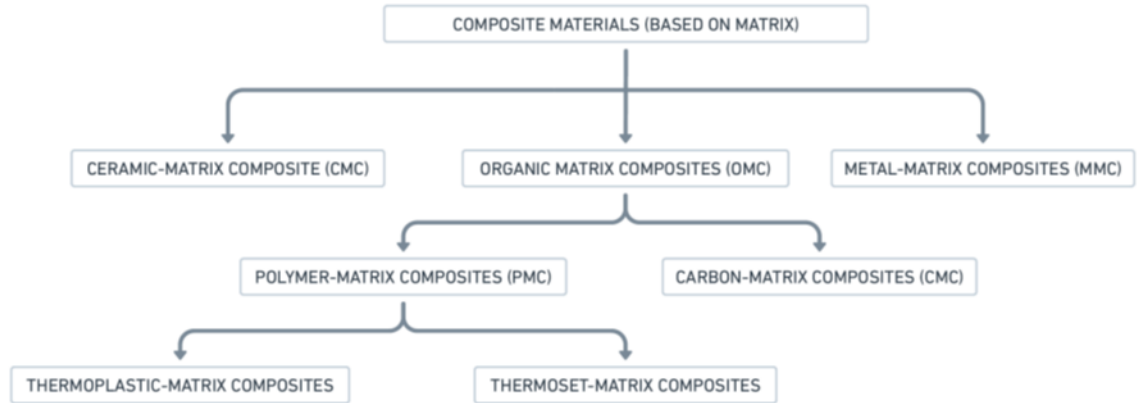 COMPOSITE MATERIALS (BASED ON MATRIX)
CERAMIC-MATRIX COMPOSITE (CMC)
ORGANIC MATRIX COMPOSITES (OMC)
METAL-MATRIX COMPOSITES (MMC)
POLYMER-MATRIX COMPOSITES (PMC)
CARBON-MATRIX COMPOSITES (CMC)
THERMOPLASTIC-MATRIX COMPOSITES
THERMOSET-MATRIX COMPOSITES